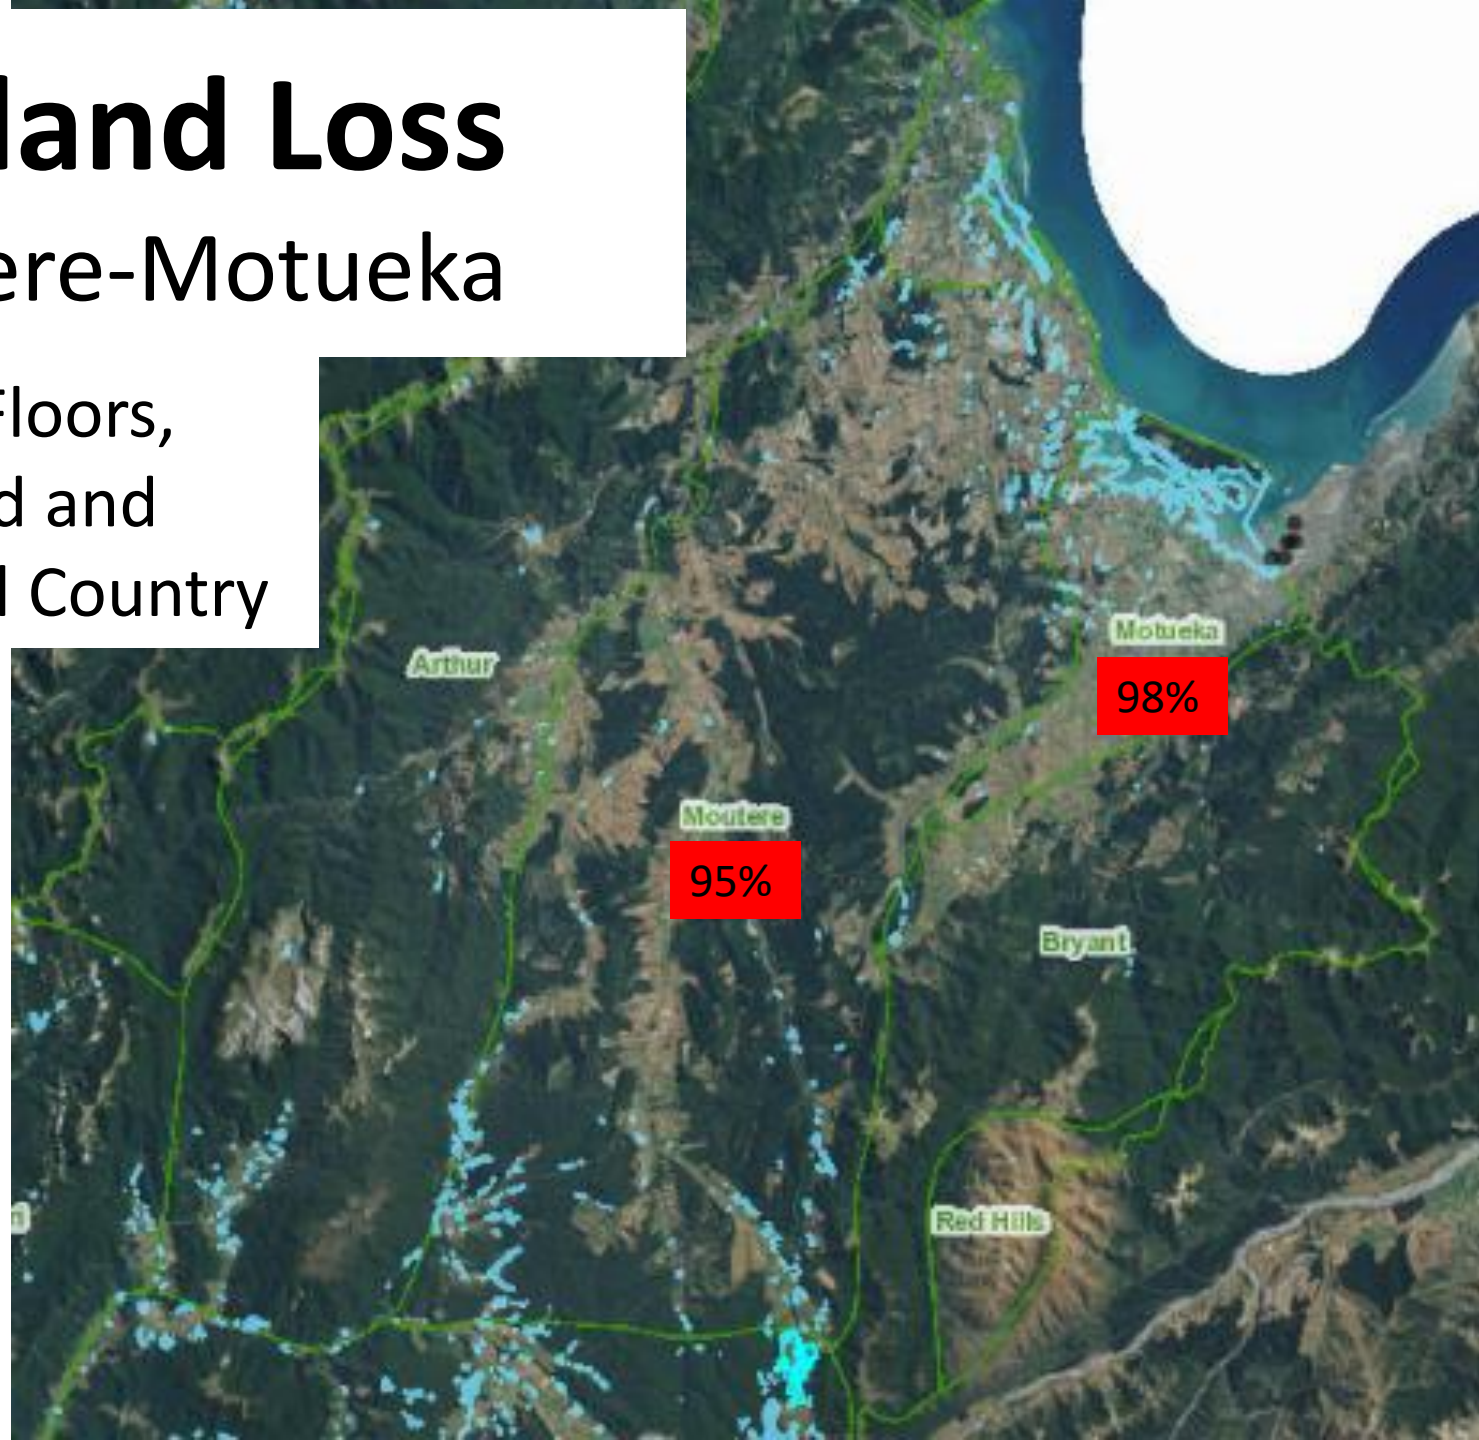 land Loss
ere-Motueka
Floors,
d and
l Country
Motueka
98%
Arthur
Moutere
95%
Bryant
Red Hills